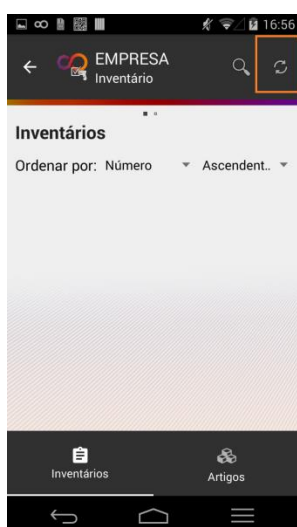 16:56
EMPRESA
Inventário
Inventários
Ordenar por: Número Ascendent..
Inventários Artigos